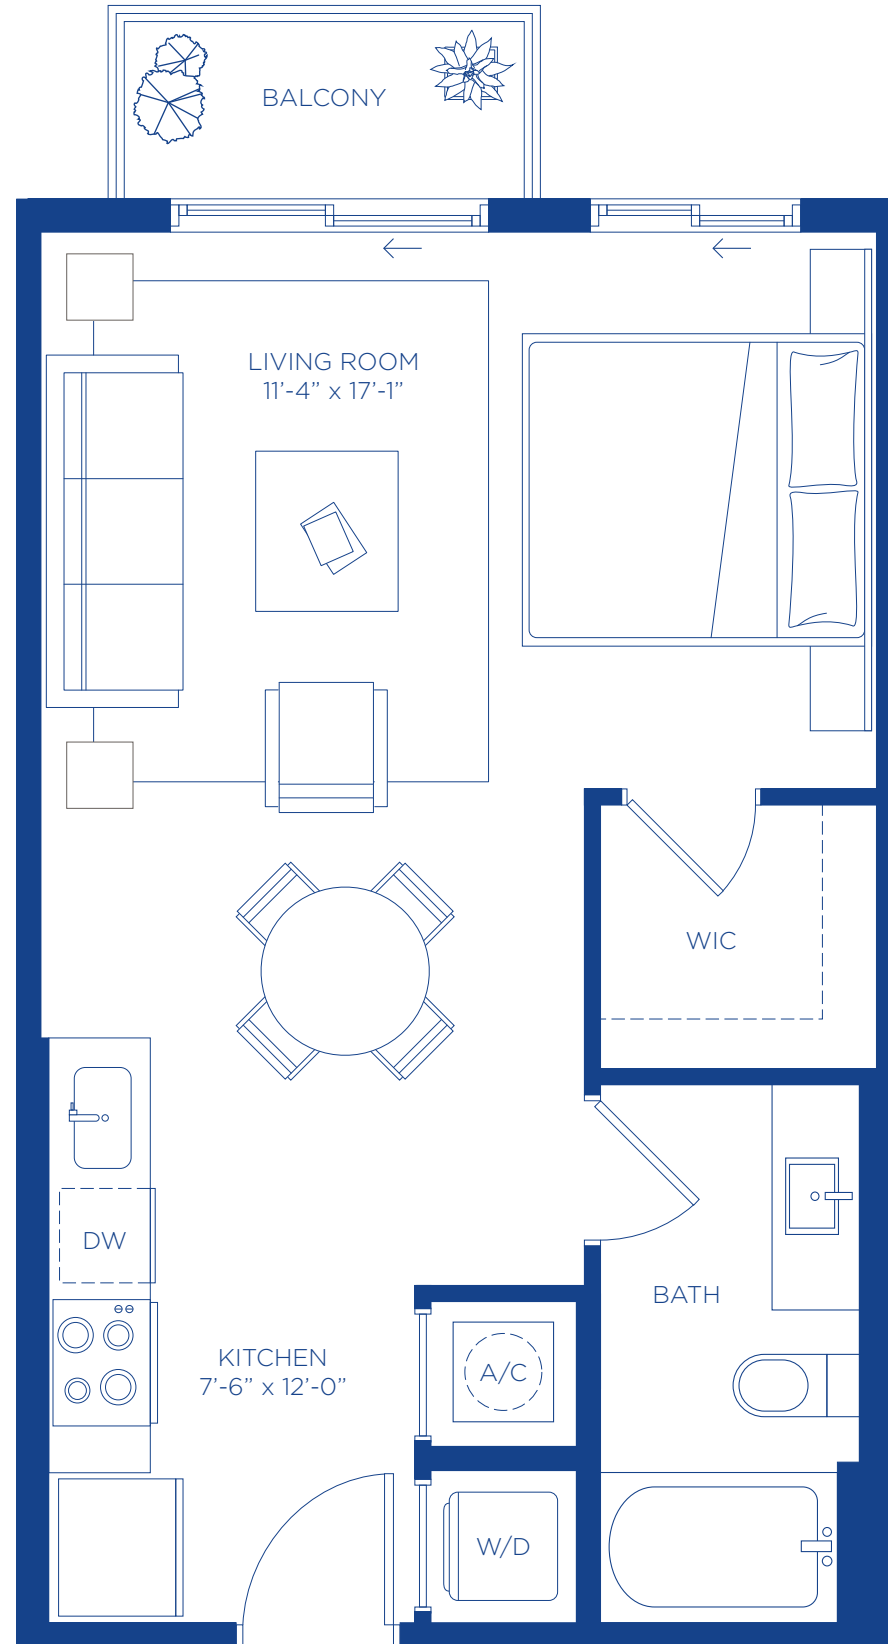 BALCONY
LIVING ROOM
11’-4” x 17’-1”
WIC
DW
BATH
KITCHEN
7’-6” x 12’-0”
A/C
W/D